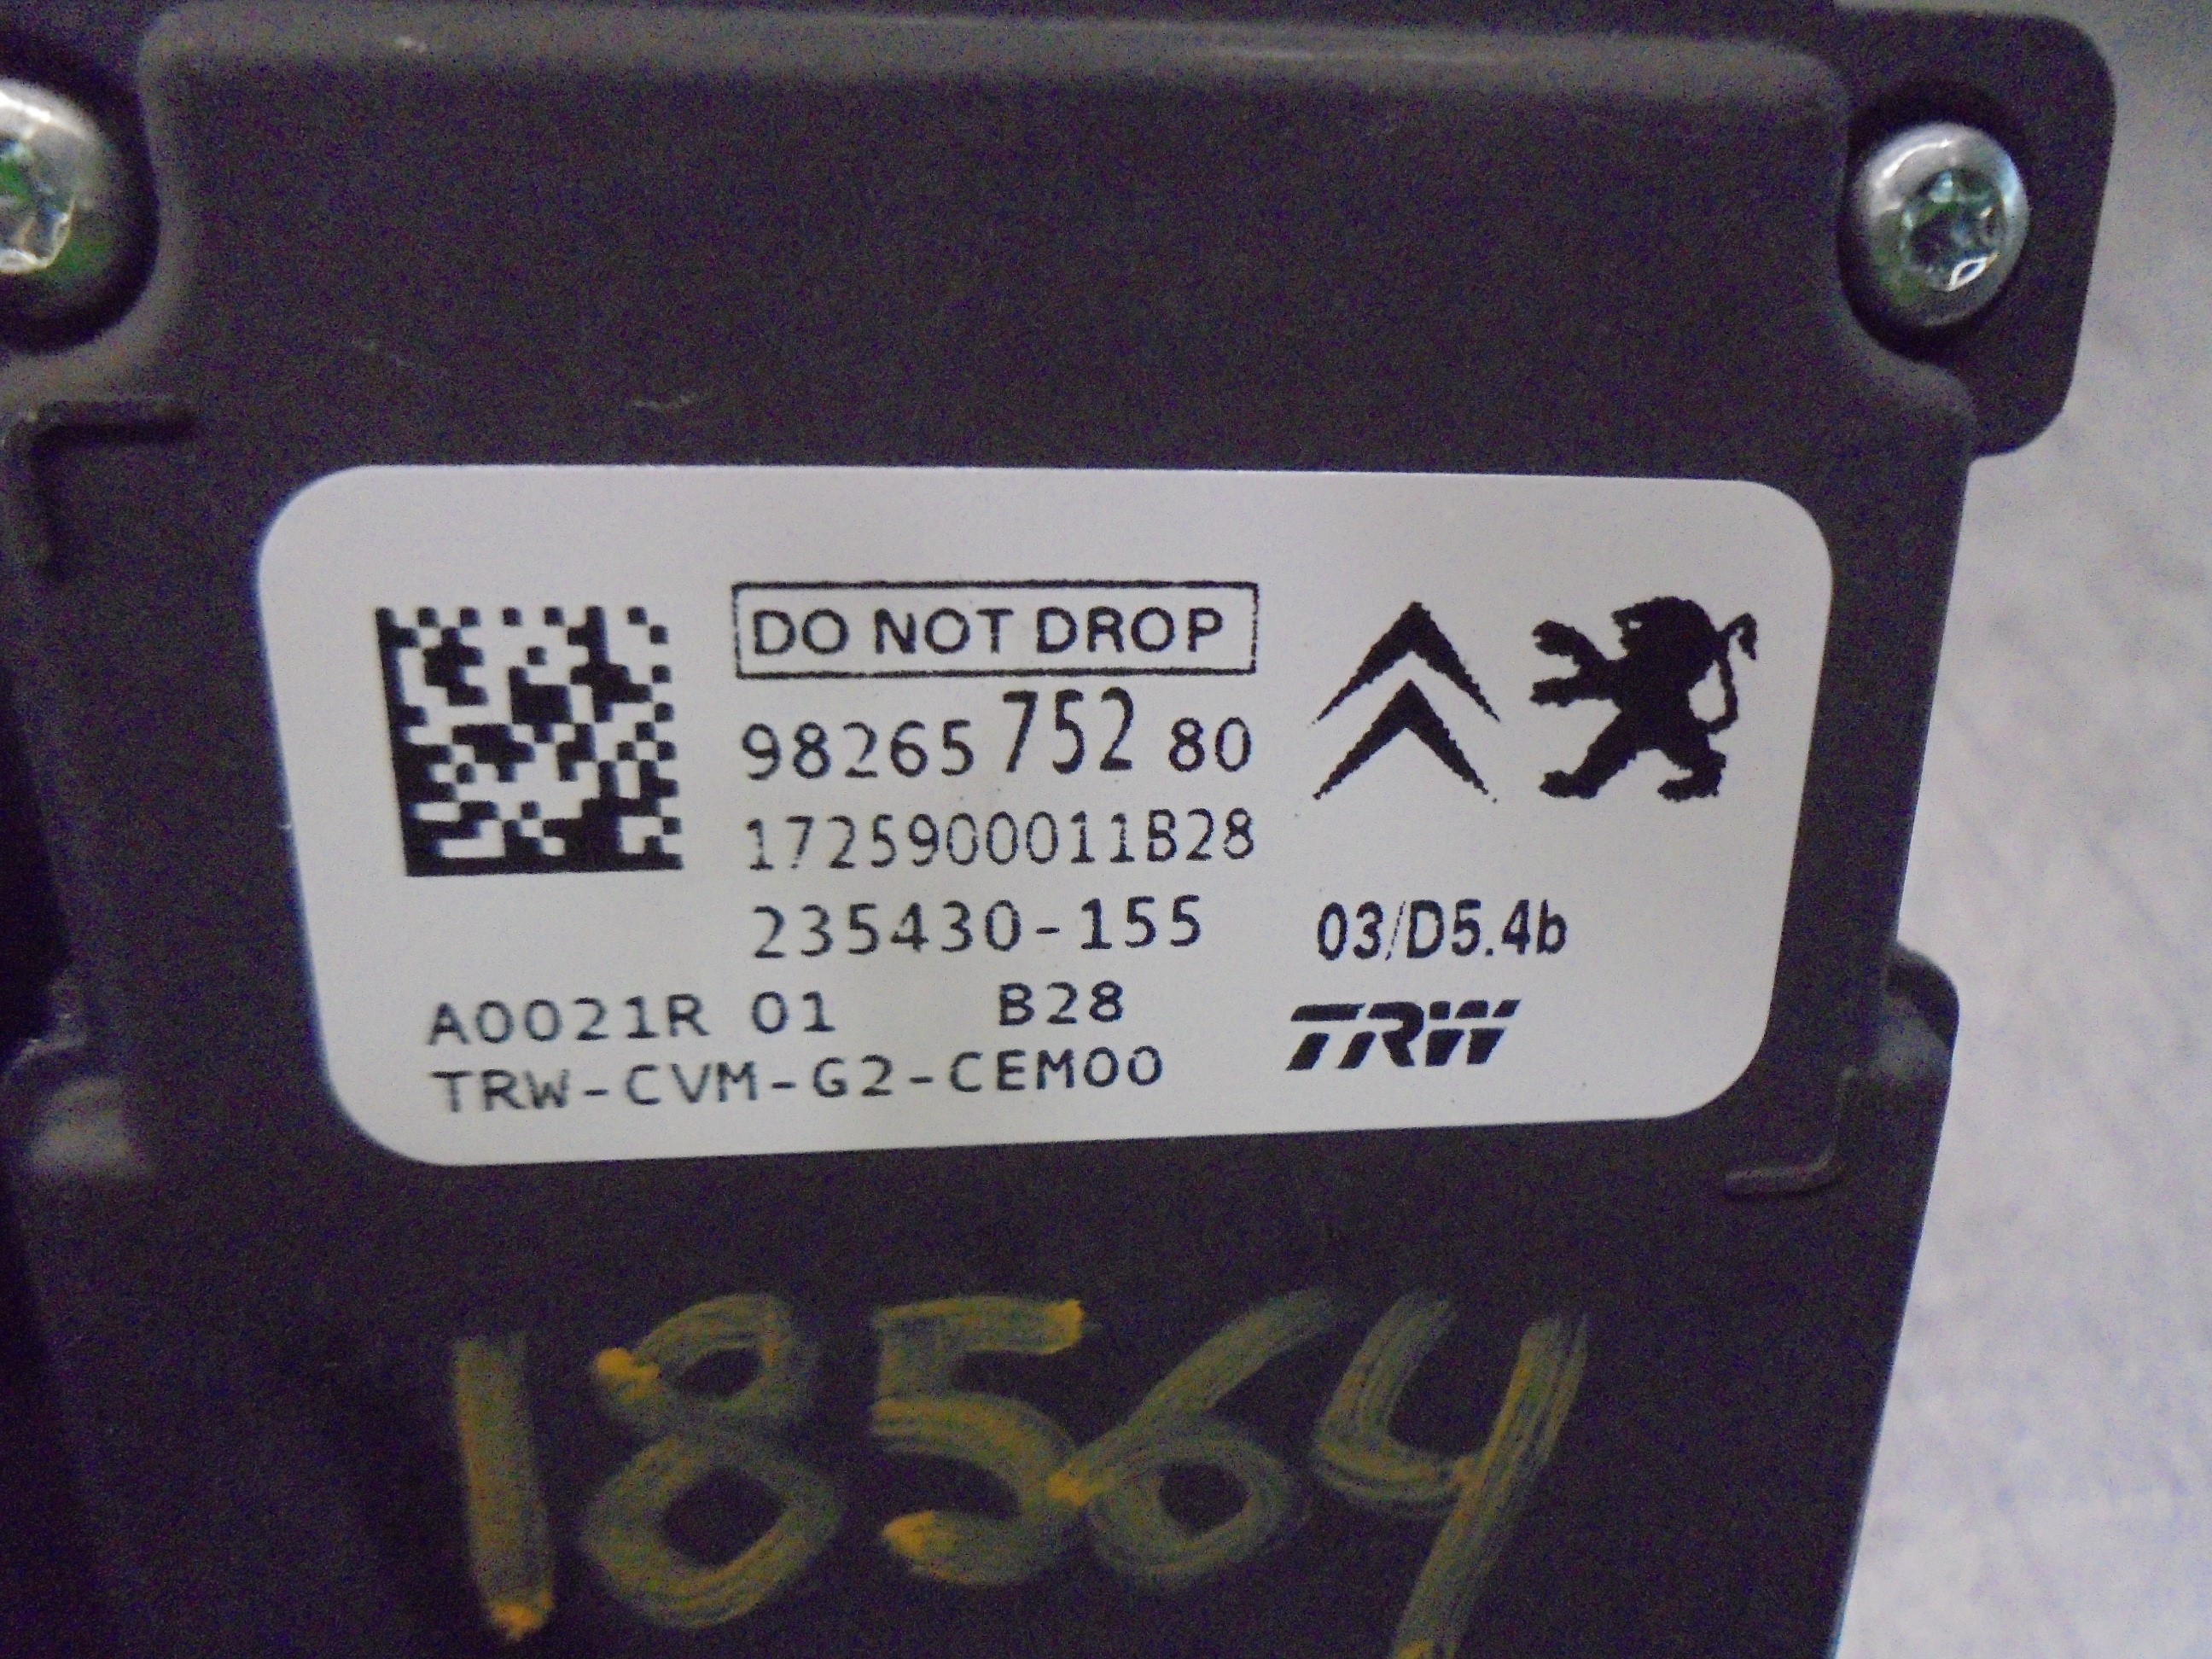 DO NOT DROP
98265 752 80
1725900011B28
235430-155 03/D5.4b
A0021R 01 B28
TRW-CVM-G2-CEM00 TRW
18564